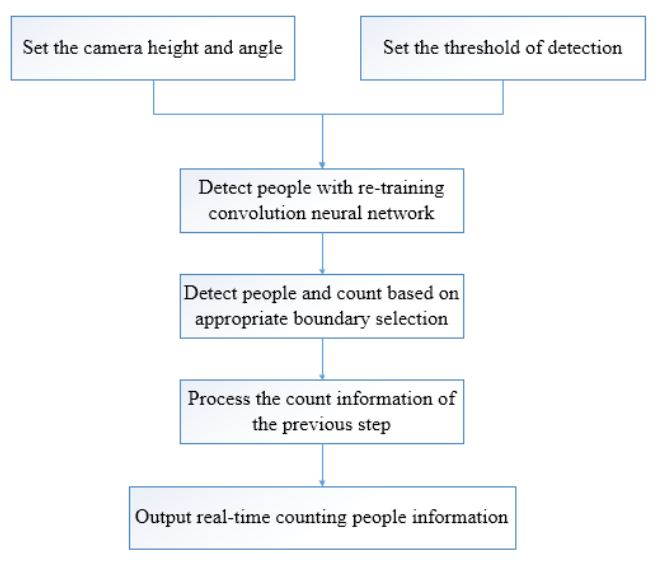 Set the camera height and angle
Set the threshold of detection
Detect people with re-training
convolution neural network
Detect people and count based on
appropriate boundary selection
Process the count information of
the previous step
Output real-time counting people information